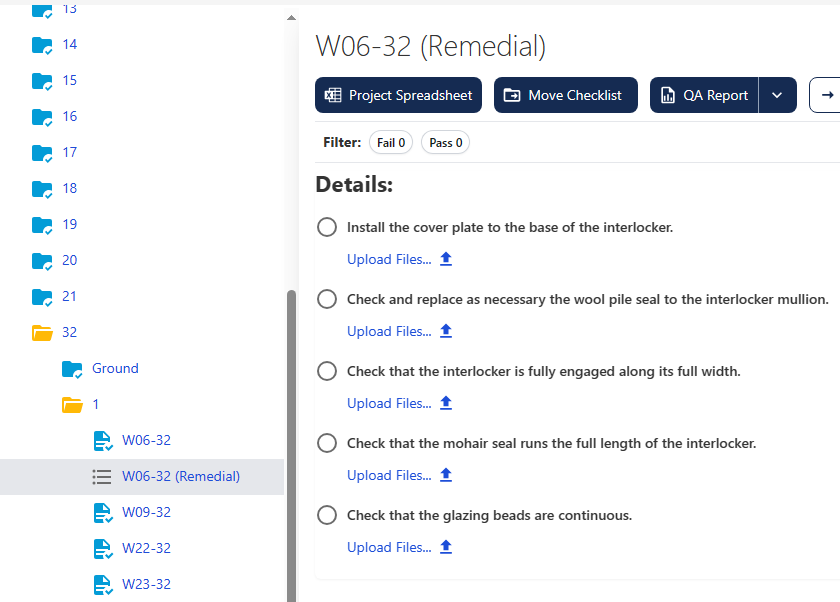 13
14
15
16
17
18
19
20
21
32
Ground
1
W06-32
W06-32 (Remedial)
W09-32
W22-32
W23-32
W06-32 (Remedial)
Project Spreadsheet
Move Checklist
QA Report
Filter: Fail 0 Pass 0
Details:
Install the cover plate to the base of the interlocker.
Upload Files...
Check and replace as necessary the wool pile seal to the interlocker mullion.
Upload Files...
Check that the interlocker is fully engaged along its full width.
Upload Files...
Check that the mohair seal runs the full length of the interlocker.
Upload Files...
Check that the glazing beads are continuous.
Upload Files...